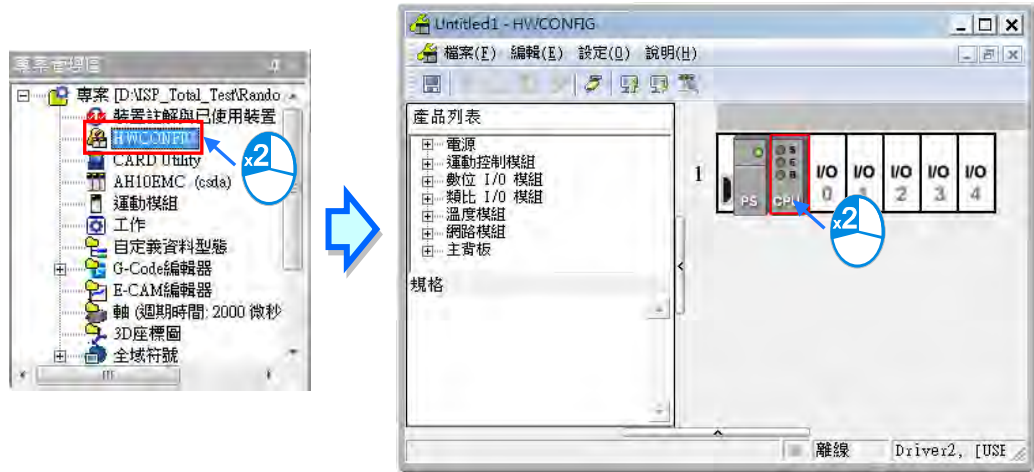 專案管理區
專案 [D:\ISP_Total_Test\Rando
裝置註解與已使用裝置
HWCONFIG
CARD Utility
AH10EMC (csda)
運動模組
工作
自定義資料型態
G-Code編輯器
E-CAM編輯器
軸 (週期時間: 2000 微秒
3D座標圖
全域符號
x2
Untitled1 - HWCONFIG
檔案(F) 編輯(E) 設定(O) 說明(H)
產品列表
電源
運動控制模組
數位 I/O 模組
類比 I/O 模組
溫度模組
網路模組
主背板
規格
1
PS
CPU
I/O 0
I/O 1
I/O 2
I/O 3
I/O 4
x2
離線
Driver2, [USB